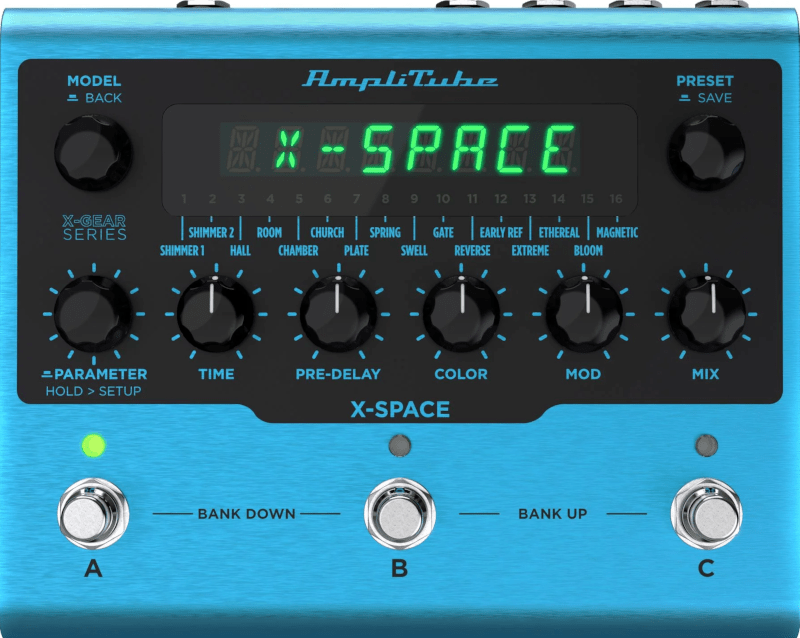 MODEL
BACK
AmpliTube
PRESET
SAVE
X-SPACE
1 2 3 4 5 6 7 8 9 10 11 12 13 14 15 16
X-GEAR
SERIES
SHIMMER 2 ROOM CHURCH SPRING GATE EARLY REF ETHEREAL MAGNETIC
SHIMMER 1 HALL CHAMBER PLATE SWELL REVERSE EXTREME BLOOM
PARAMETER TIME PRE-DELAY COLOR MOD MIX
HOLD > SETUP
X-SPACE
BANK DOWN BANK UP
A B C